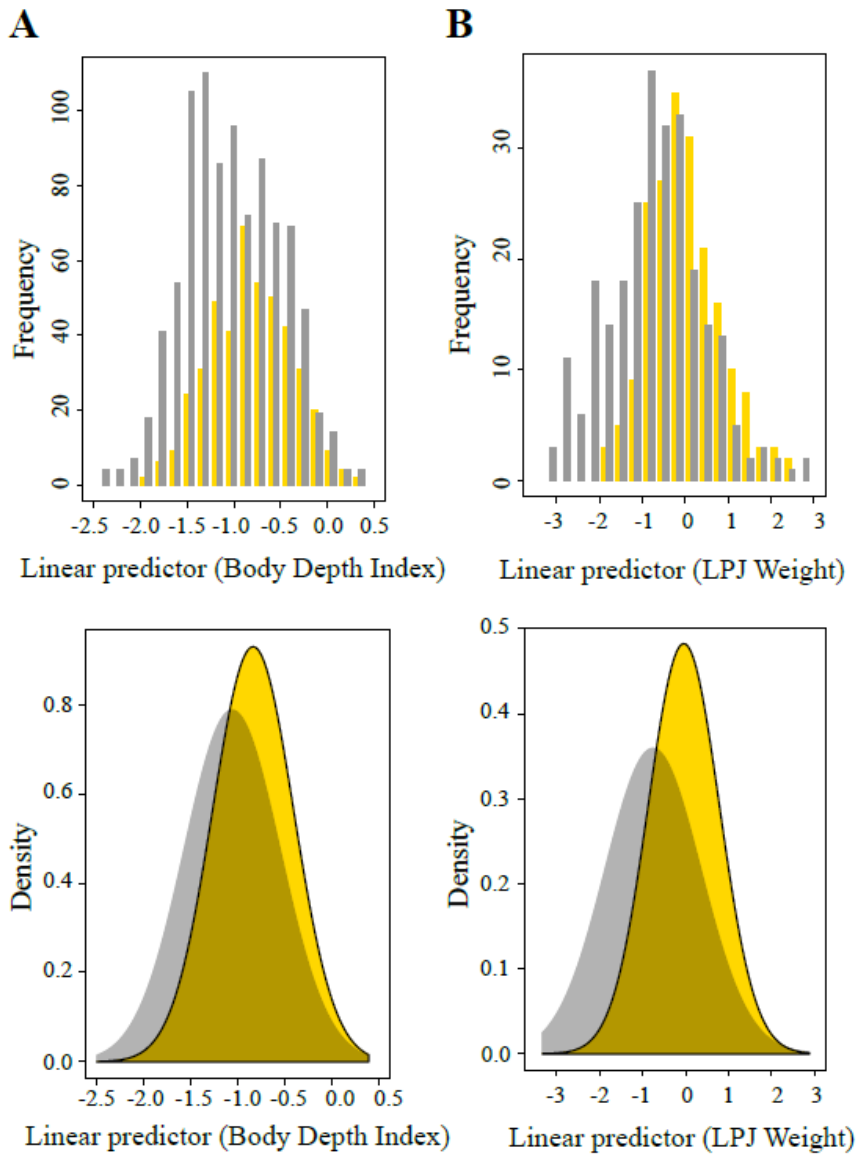 A
B
Frequency
0
20
40
60
80
100
-2.5 -2.0 -1.5 -1.0 -0.5 0.0 0.5
Linear predictor (Body Depth Index)
Frequency
0
10
20
30
-3 -2 -1 0 1 2 3
Linear predictor (LPJ Weight)
Density
0.8
0.6
0.4
0.2
0.0
-2.5 -2.0 -1.5 -1.0 -0.5 0.0 0.5
Linear predictor (Body Depth Index)
Density
0.5
0.4
0.3
0.2
0.1
0.0
-3 -2 -1 0 1 2 3
Linear predictor (LPJ Weight)